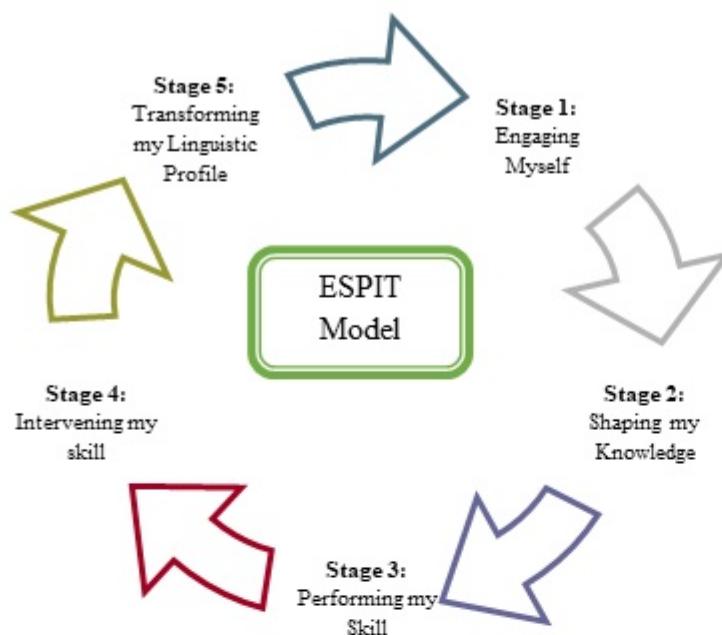 Stage 5:
Transforming
my Linguistic
Profile
Stage 1:
Engaging
Myself
ESPIT
Model
Stage 4:
Intervening my
skill
Stage 2:
Shaping my
Knowledge
Stage 3:
Performing my
Skill